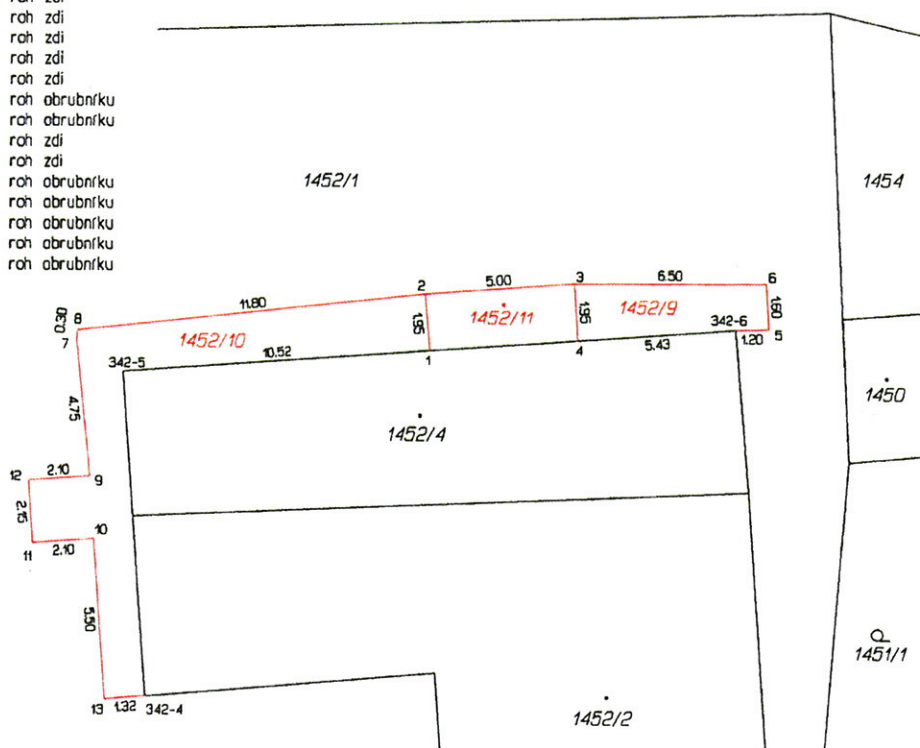 roh zdi
roh zdi
roh zdi
roh zdi
roh zdi
roh obrubníku
roh obrubníku
roh zdi
roh zdi
roh obrubníku
roh obrubníku
roh obrubníku
roh obrubníku
roh obrubníku
1452/1
1454
2
5.00
3
6.50
6
11.80
0.30
8
7
1452/10
1.95
1452/11
1.95
1452/9
342-6
1.60
5
1.20
342-5
10.52
1
4
5.43
4.75
1452/4
1450
12
2.10
9
2.15
10
11
2.10
5.50
1451/1
13
1.32
342-4
1452/2